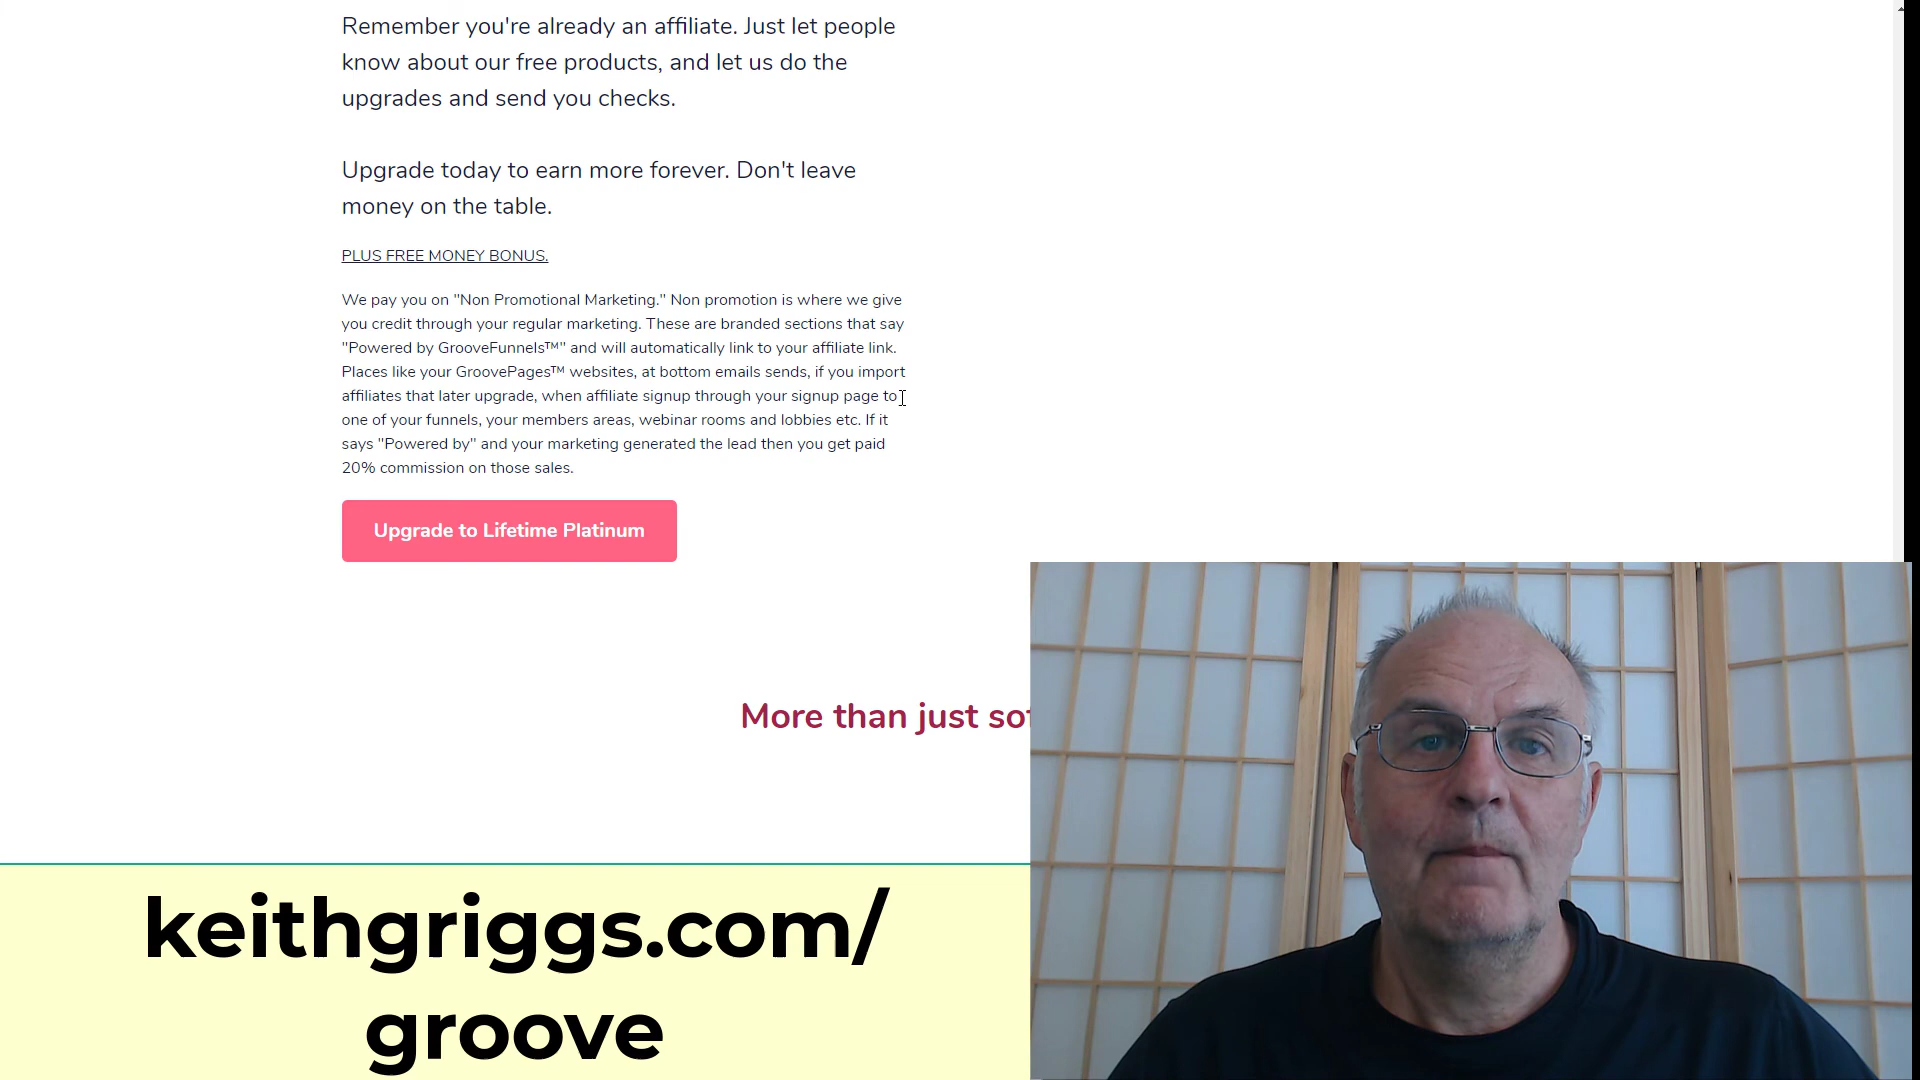 Remember you're already an affiliate. Just let people
know about our free products, and let us do the
upgrades and send you checks.
Upgrade today to earn more forever. Don't leave
money on the table.
PLUS FREE MONEY BONUS.
We pay you on "Non Promotional Marketing." Non promotion is where we give
you credit through your regular marketing. These are branded sections that say
"Powered by GrooveFunnels™" and will automatically link to your affiliate link.
Places like your GroovePages™ websites, at bottom emails sends, if you import
affiliates that later upgrade, when affiliate signup through your signup page to
one of your funnels, your members areas, webinar rooms and lobbies etc. If it
says "Powered by" and your marketing generated the lead then you get paid
20% commission on those sales.
Upgrade to Lifetime Platinum
More than just
keithgriggs.com/
groove